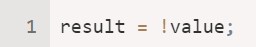 1 result = !value;